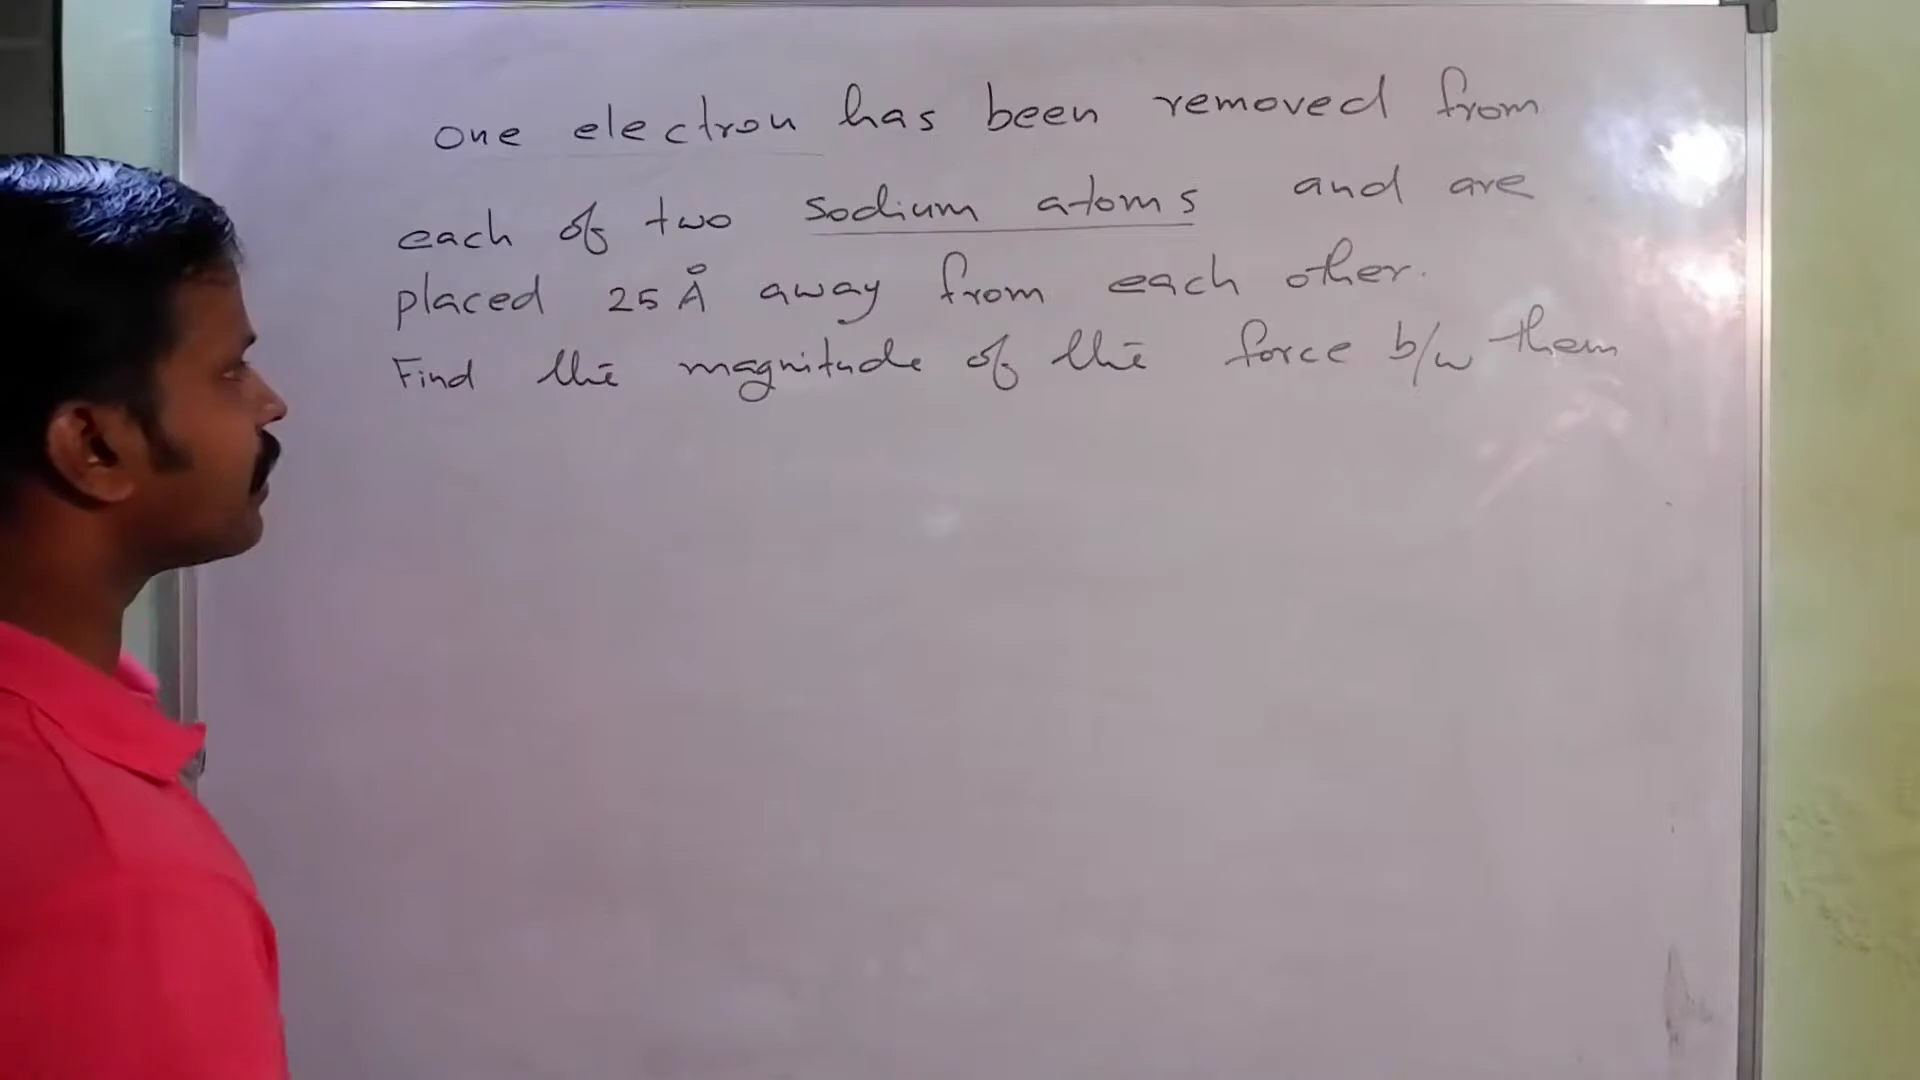 one electron has been removed from
each of two sodium atoms and are
placed 25 Å away from each other.
Find the magnitude of the force b/w them